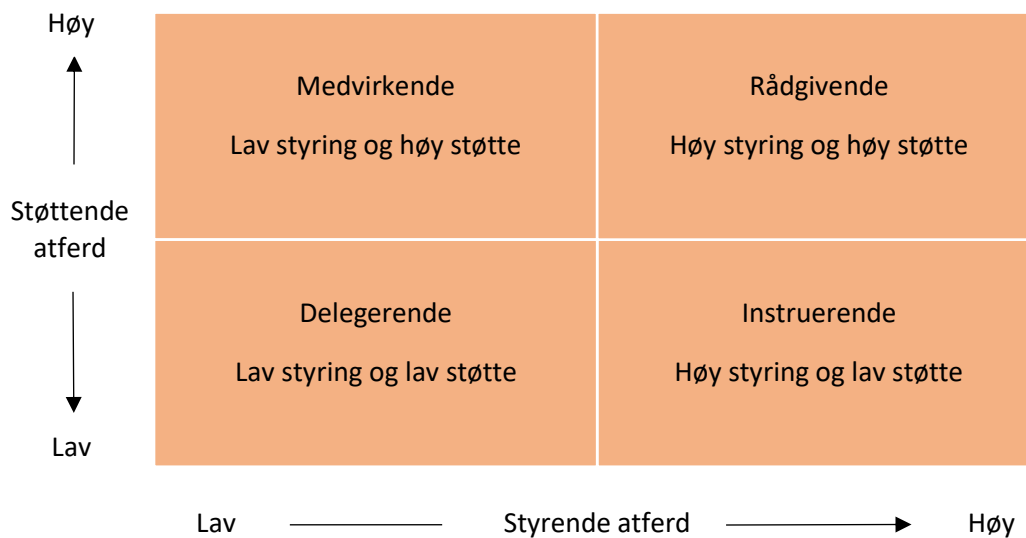 Høy
Medvirkende
Lav styring og høy støtte
Rådgivende
Høy styring og høy støtte
Støttende
atferd
Delegerende
Lav styring og lav støtte
Instruerende
Høy styring og lav støtte
Lav
Lav
Styrende atferd
Høy